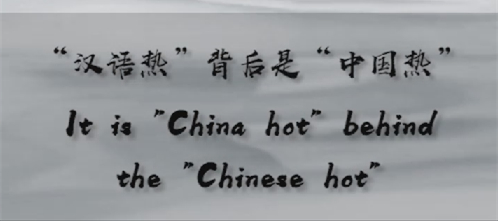 “汉语热”背后是“中国热”
It is "China hot" behind
the "Chinese hot"